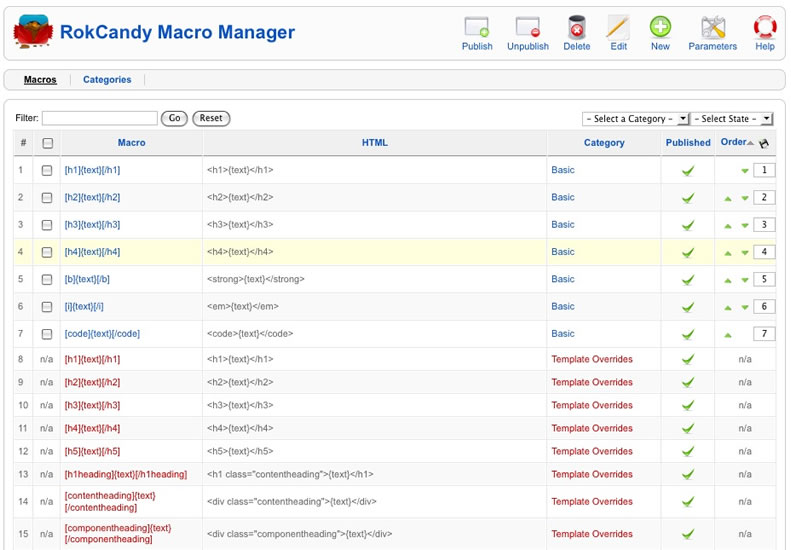 RokCandy Macro Manager
Publish Unpublish Delete Edit New Parameters Help
Macros Categories
Filter: Go Reset - Select a Category - - Select State -
# Macro HTML Category Published Order
1 [h1]{text}[/h1] <h1>{text}</h1> Basic 1
2 [h2]{text}[/h2] <h2>{text}</h2> Basic 2
3 [h3]{text}[/h3] <h3>{text}</h3> Basic 3
4 [h4]{text}[/h4] <h4>{text}</h4> Basic 4
5 [b]{text}[/b] <strong>{text}</strong> Basic 5
6 [i]{text}[/i] <em>{text}</em> Basic 6
7 [code]{text}[/code] <code>{text}</code> Basic 7
8 n/a [h1]{text}[/h1] <h1>{text}</h1> Template Overrides n/a
9 n/a [h2]{text}[/h2] <h2>{text}</h2> Template Overrides n/a
10 n/a [h3]{text}[/h3] <h3>{text}</h3> Template Overrides n/a
11 n/a [h4]{text}[/h4] <h4>{text}</h4> Template Overrides n/a
12 n/a [h5]{text}[/h5] <h5>{text}</h5> Template Overrides n/a
13 n/a [h1heading]{text}[/h1heading] <h1 class="contentheading">{text}</h1> Template Overrides n/a
14 n/a [contentheading]{text} <div class="contentheading">{text}</div> Template Overrides n/a
[/contentheading]
15 n/a [componentheading]{text} <div class="componentheading">{text}</div> Template Overrides n/a
[/componentheading]